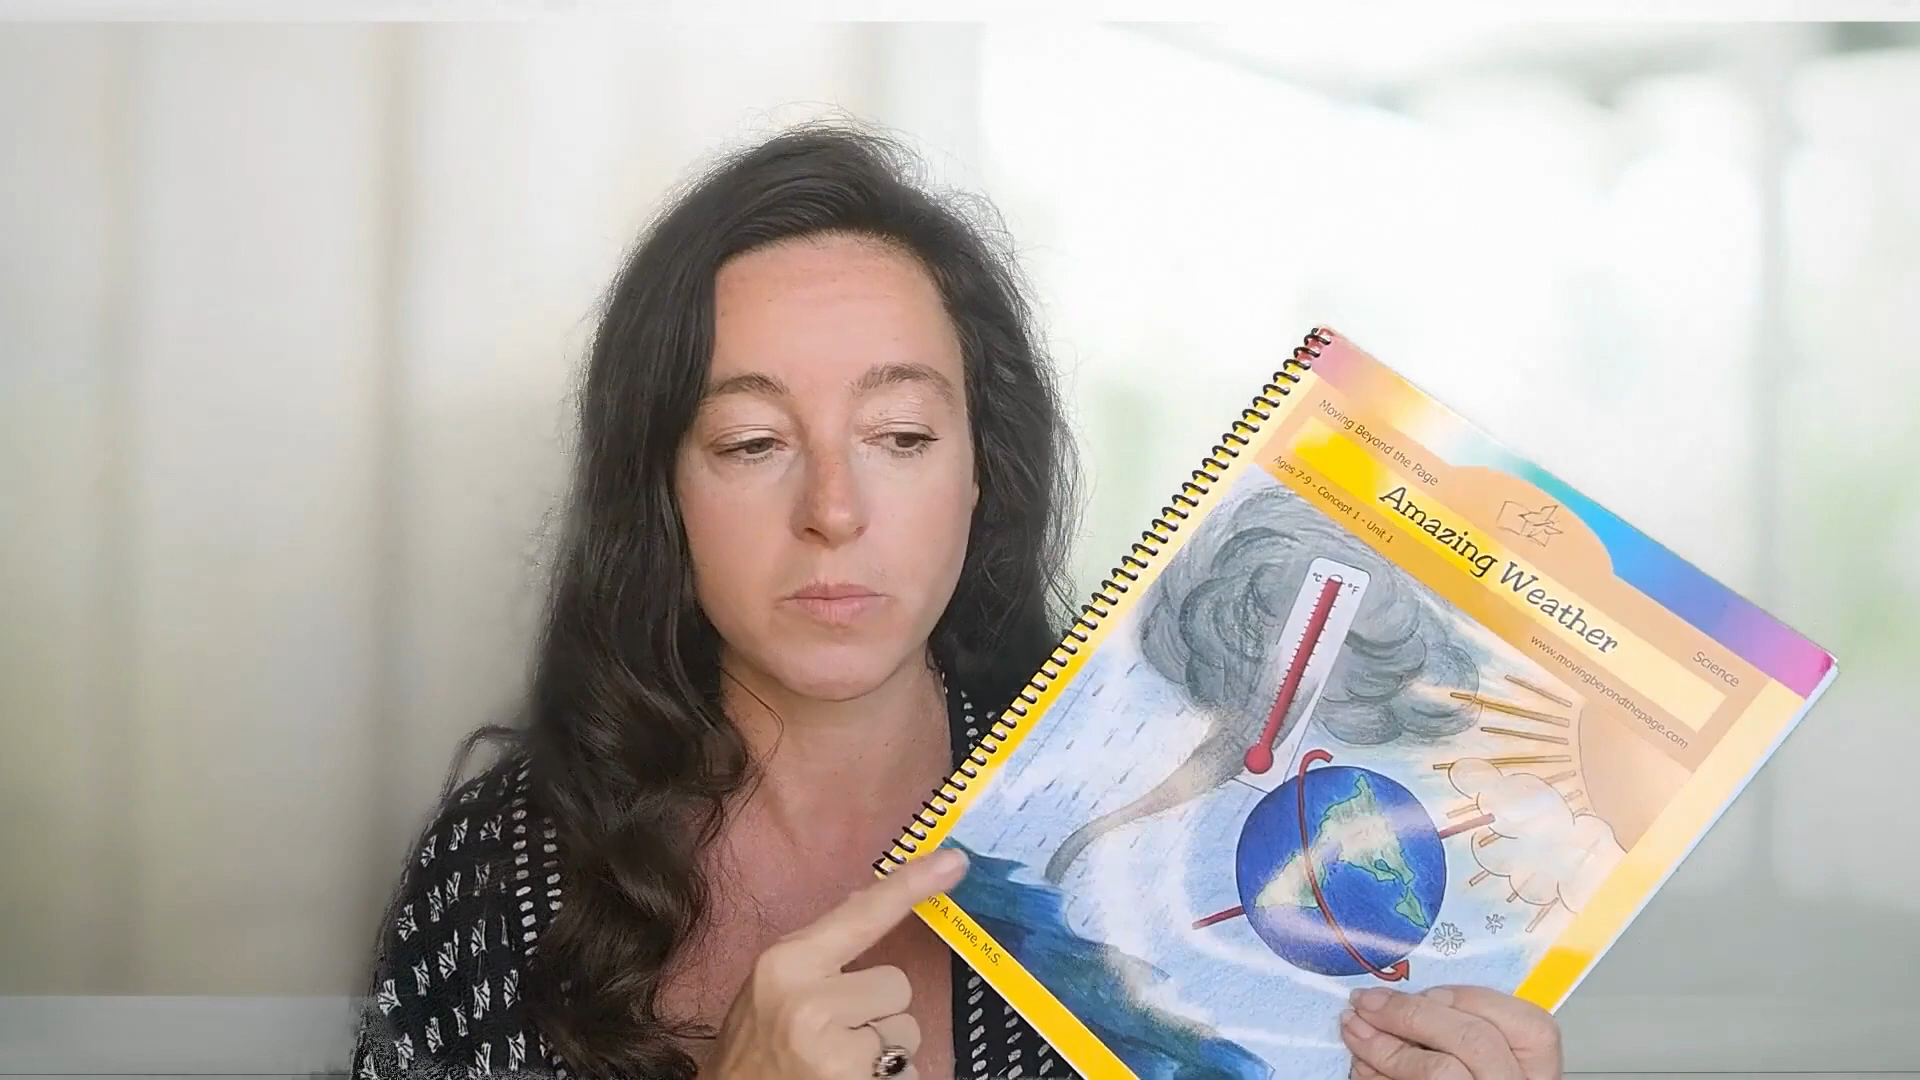 Moving Beyond the Page
Amazing Weather
Ages 7-9 - Concept 1 - Unit 1
Science
www.movingbeyondthepage.com
°C
°F
A. Howe, M.S.